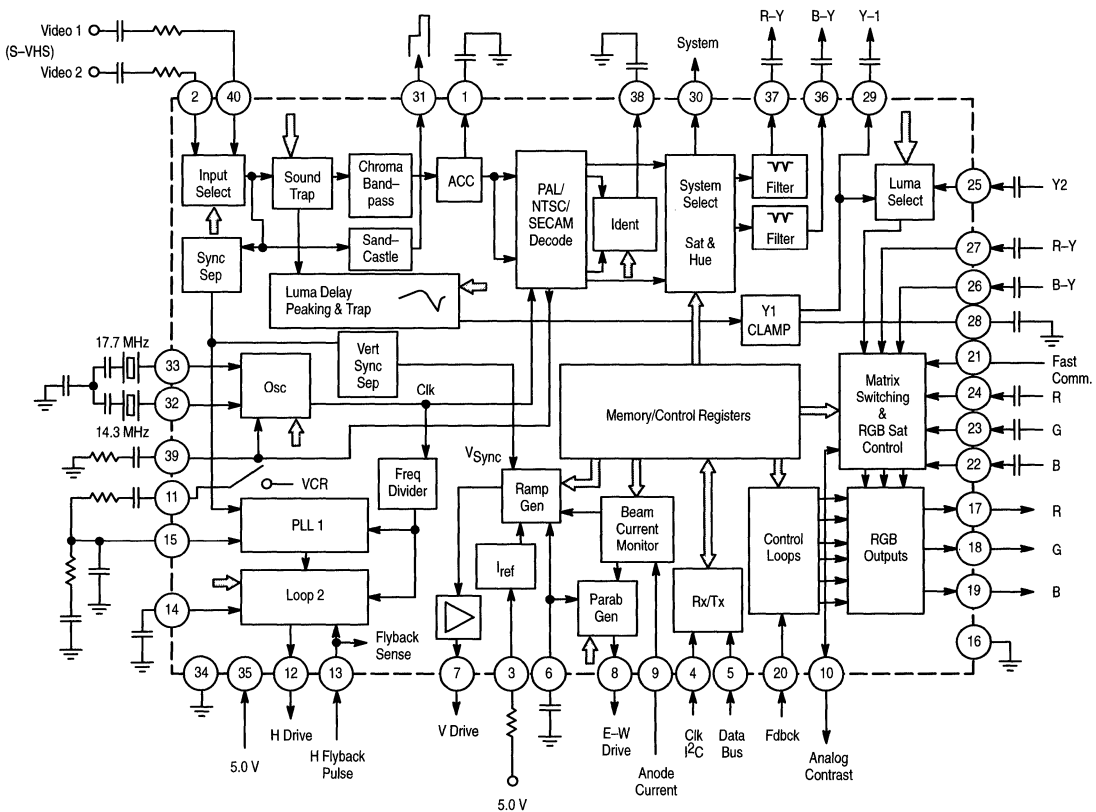 R–Y
B–Y
Y–1
Video 1
(S–VHS)
Video 2
System
2
40
31
1
38
30
37
36
29
Input
Select
Sound
Trap
Chroma
Band–
pass
ACC
PAL/
NTSC/
SECAM
Decode
Ident
System
Select
Sat &
Hue
Filter
Filter
Luma
Select
25
Y2
Sync
Sep
Sand–
Castle
27
R–Y
26
B–Y
Luma Delay
Peaking & Trap
Y1
CLAMP
28
17.7 MHz
33
Osc
Vert
Sync
Sep
Clk
21
Fast
Comm.
32
14.3 MHz
Memory/Control Registers
Matrix
Switching
&
RGB Sat
Control
24
R
23
G
39
22
B
VSync
11
VCR
Freq
Divider
Ramp
Gen
Beam
Current
Monitor
Control
Loops
RGB
Outputs
17
R
15
PLL 1
18
G
Iref
14
Loop 2
Parab
Gen
Rx/Tx
19
B
Flyback
Sense
16
34
35
12
13
7
3
6
8
9
4
5
20
10
5.0 V
H Drive
H Flyback
Pulse
V Drive
5.0 V
E–W
Drive
Anode
Current
Clk
I2C
Data
Bus
Fdbck
Analog
Contrast